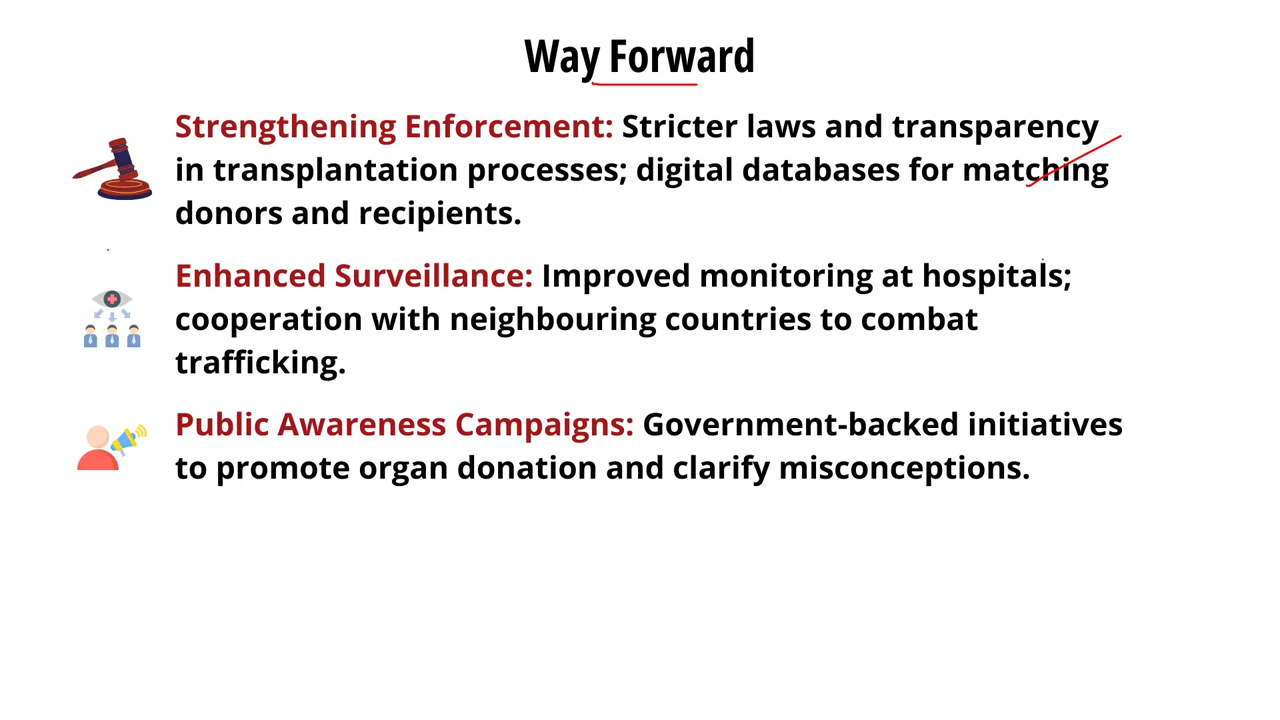 Way Forward
Strengthening Enforcement: Stricter laws and transparency
in transplantation processes; digital databases for matching
donors and recipients.
Enhanced Surveillance: Improved monitoring at hospitals;
cooperation with neighbouring countries to combat
trafficking.
Public Awareness Campaigns: Government-backed initiatives
to promote organ donation and clarify misconceptions.